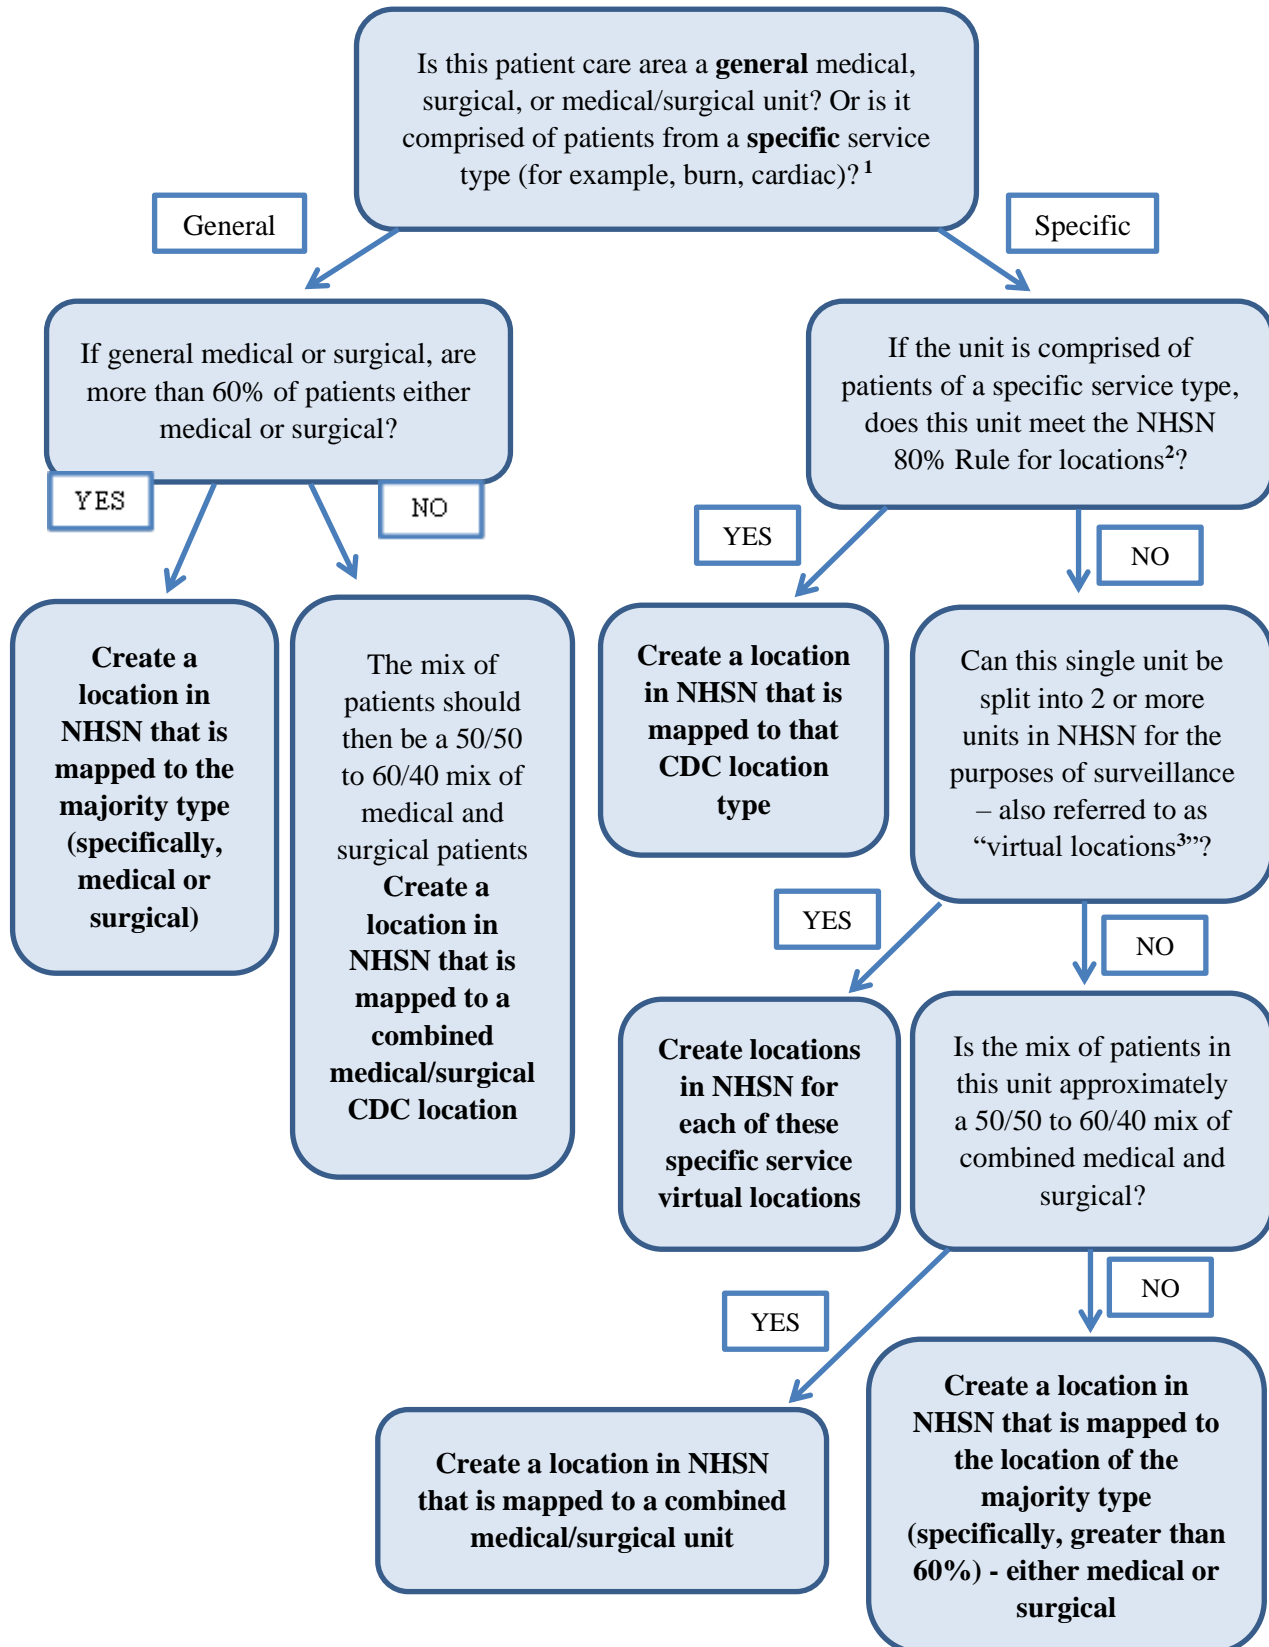 Is this patient care area a general medical,
surgical, or medical/surgical unit? Or is it
comprised of patients from a specific service
type (for example, burn, cardiac)? 1
General
Specific
If general medical or surgical, are
more than 60% of patients either
medical or surgical?
If the unit is comprised of
patients of a specific service type,
does this unit meet the NHSN
80% Rule for locations2?
YES
NO
YES
NO
Create a
location in
NHSN that is
mapped to the
majority type
(specifically,
medical or
surgical)
The mix of
patients should
then be a 50/50
to 60/40 mix of
medical and
surgical patients
Create a
location in
NHSN that is
mapped to a
combined
medical/surgical
CDC location
Create a location
in NHSN that is
mapped to that
CDC location
type
Can this single unit be
split into 2 or more
units in NHSN for the
purposes of surveillance
– also referred to as
“virtual locations3”?
YES
NO
Create locations
in NHSN for
each of these
specific service
virtual locations
Is the mix of patients in
this unit approximately
a 50/50 to 60/40 mix of
combined medical and
surgical?
YES
NO
Create a location in NHSN
that is mapped to a combined
medical/surgical unit
Create a location in
NHSN that is mapped to
the location of the
majority type
(specifically, greater than
60%) - either medical or
surgical